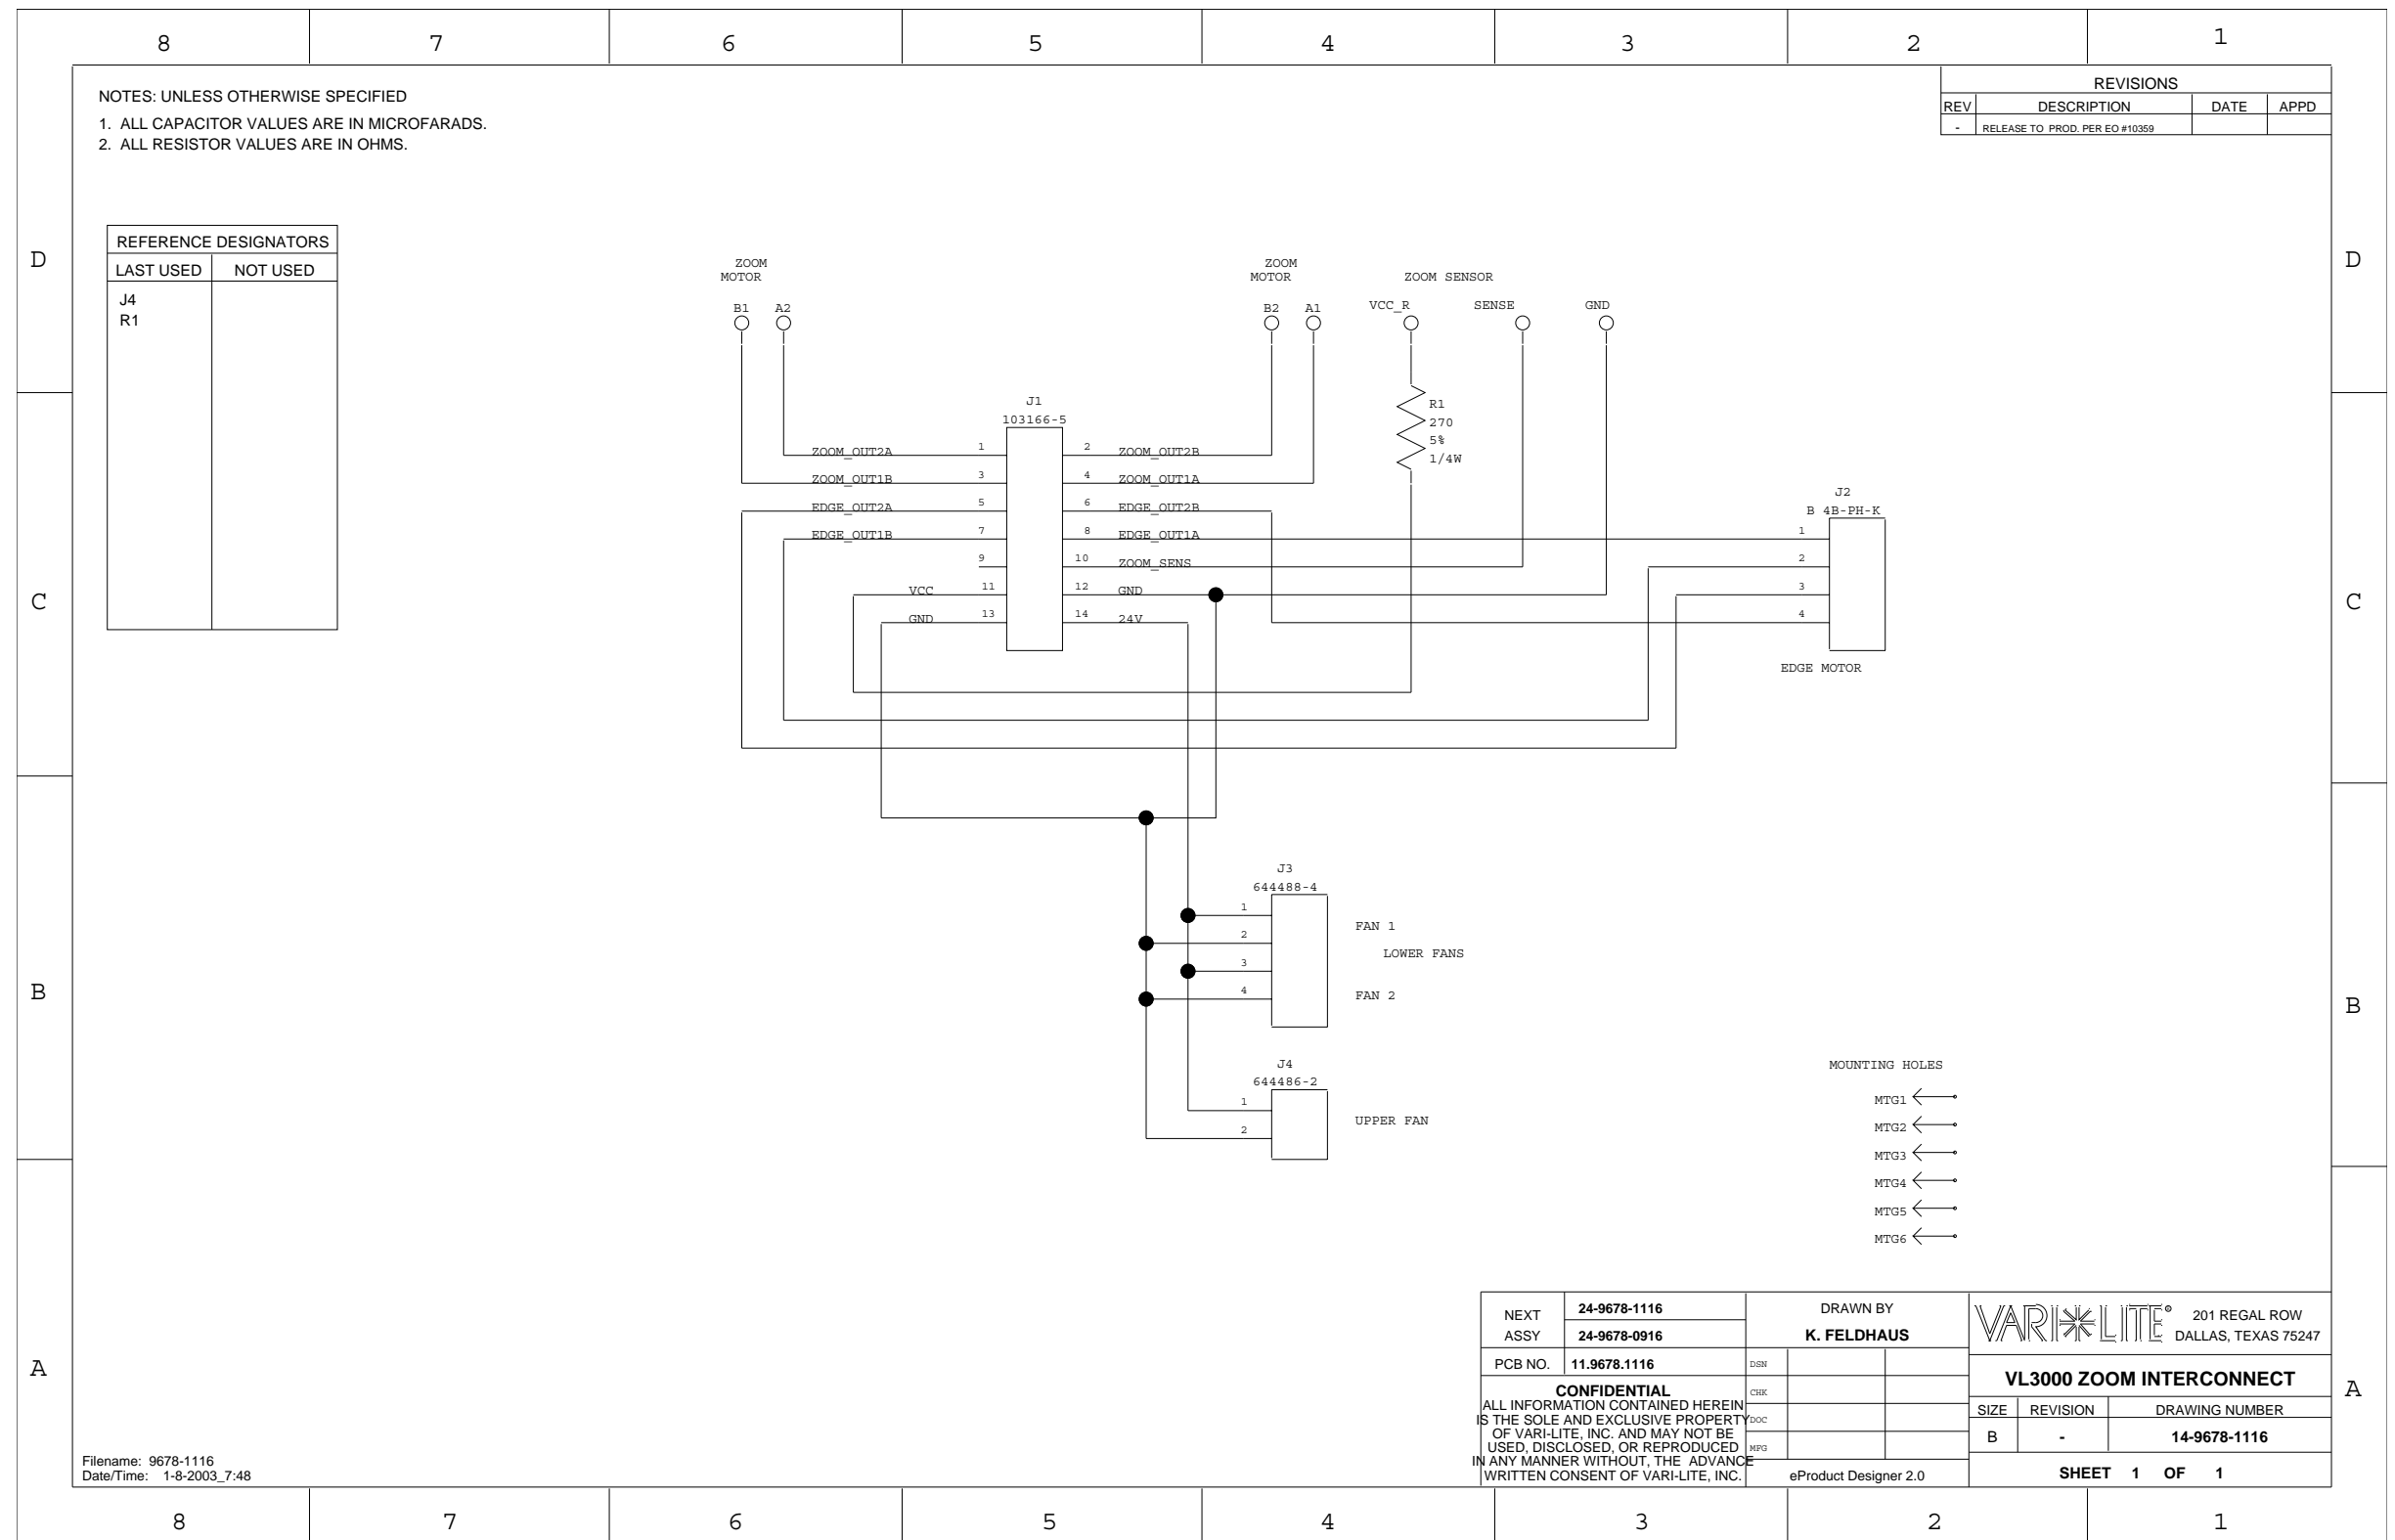 8 7 6 5 4 3 2 1
NOTES: UNLESS OTHERWISE SPECIFIED
1. ALL CAPACITOR VALUES ARE IN MICROFARADS.
2. ALL RESISTOR VALUES ARE IN OHMS.
REVISIONS
REV DESCRIPTION DATE APPD
- RELEASE TO PROD. PER EO #10359
REFERENCE DESIGNATORS
LAST USED NOT USED
J4
R1
D
D
ZOOM
MOTOR
B1 A2
ZOOM
MOTOR
B2 A1
ZOOM SENSOR
VCC_R SENSE GND
R1
270
5%
1/4W
J1
103166-5
ZOOM_OUT2A 1 2 ZOOM_OUT2B
ZOOM_OUT1B 3 4 ZOOM_OUT1A
EDGE_OUT2A 5 6 EDGE_OUT2B
EDGE_OUT1B 7 8 EDGE_OUT1A
9 10 ZOOM_SENS
VCC 11 12 GND
GND 13 14 24V
J2
B 4B-PH-K
1
2
3
4
EDGE MOTOR
C
C
J3
644488-4
1
2
3
4
FAN 1
LOWER FANS
FAN 2
B
B
J4
644486-2
1
2
UPPER FAN
MOUNTING HOLES
MTG1
MTG2
MTG3
MTG4
MTG5
MTG6
A
A
NEXT
ASSY
24-9678-1116
24-9678-0916
PCB NO. 11.9678.1116
CONFIDENTIAL
ALL INFORMATION CONTAINED HEREIN
IS THE SOLE AND EXCLUSIVE PROPERTY
OF VARI-LITE, INC. AND MAY NOT BE
USED, DISCLOSED, OR REPRODUCED
IN ANY MANNER WITHOUT, THE ADVANCE
WRITTEN CONSENT OF VARI-LITE, INC.
DRAWN BY
K. FELDHAUS
DSN
CHK
DOC
MFG
eProduct Designer 2.0
VARI*LITE®
201 REGAL ROW
DALLAS, TEXAS 75247
VL3000 ZOOM INTERCONNECT
SIZE REVISION DRAWING NUMBER
B - 14-9678-1116
SHEET 1 OF 1
Filename: 9678-1116
Date/Time: 1-8-2003_7:48
8 7 6 5 4 3 2 1